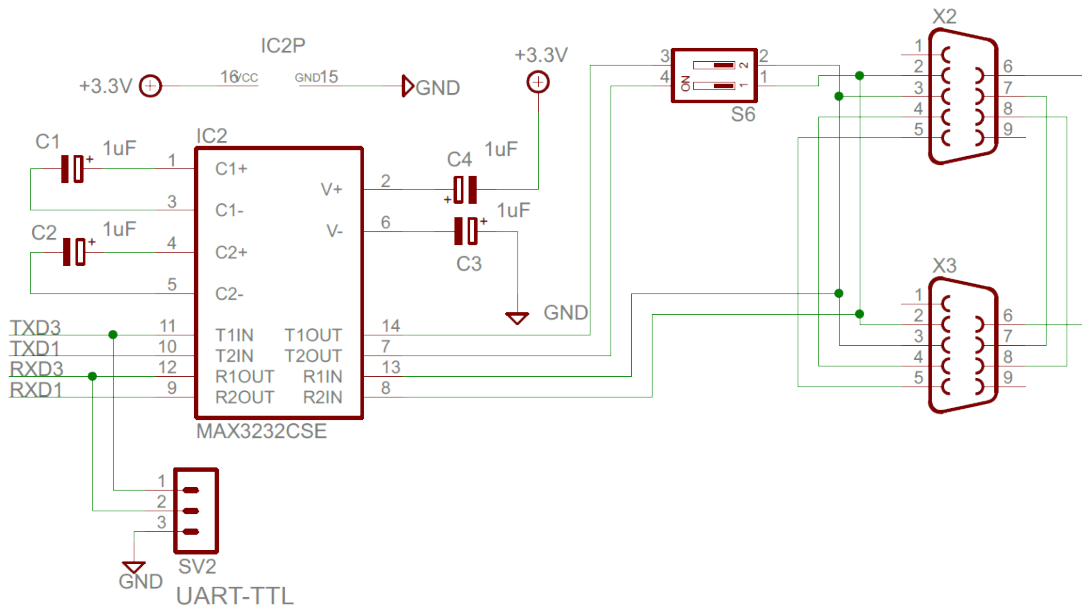 X2
IC2P
+3.3V
+3.3V 16 VCC GND 15 GND
3 2
4 1
ON 2 1
S6
1
2
3
4
5
6
7
8
9
C1 1uF
IC2
C4 1uF
1 C1+
3 C1-
V+ 2
C2 1uF
4 C2+
5 C2-
V- 6
1uF
C3
GND
X3
1
2
3
4
5
6
7
8
9
TXD3 11 T1IN T1OUT 14
TXD1 10 T2IN T2OUT 7
RXD3 12 R1OUT R1IN 13
RXD1 9 R2OUT R2IN 8
MAX3232CSE
1
2
3
SV2
GND
UART-TTL